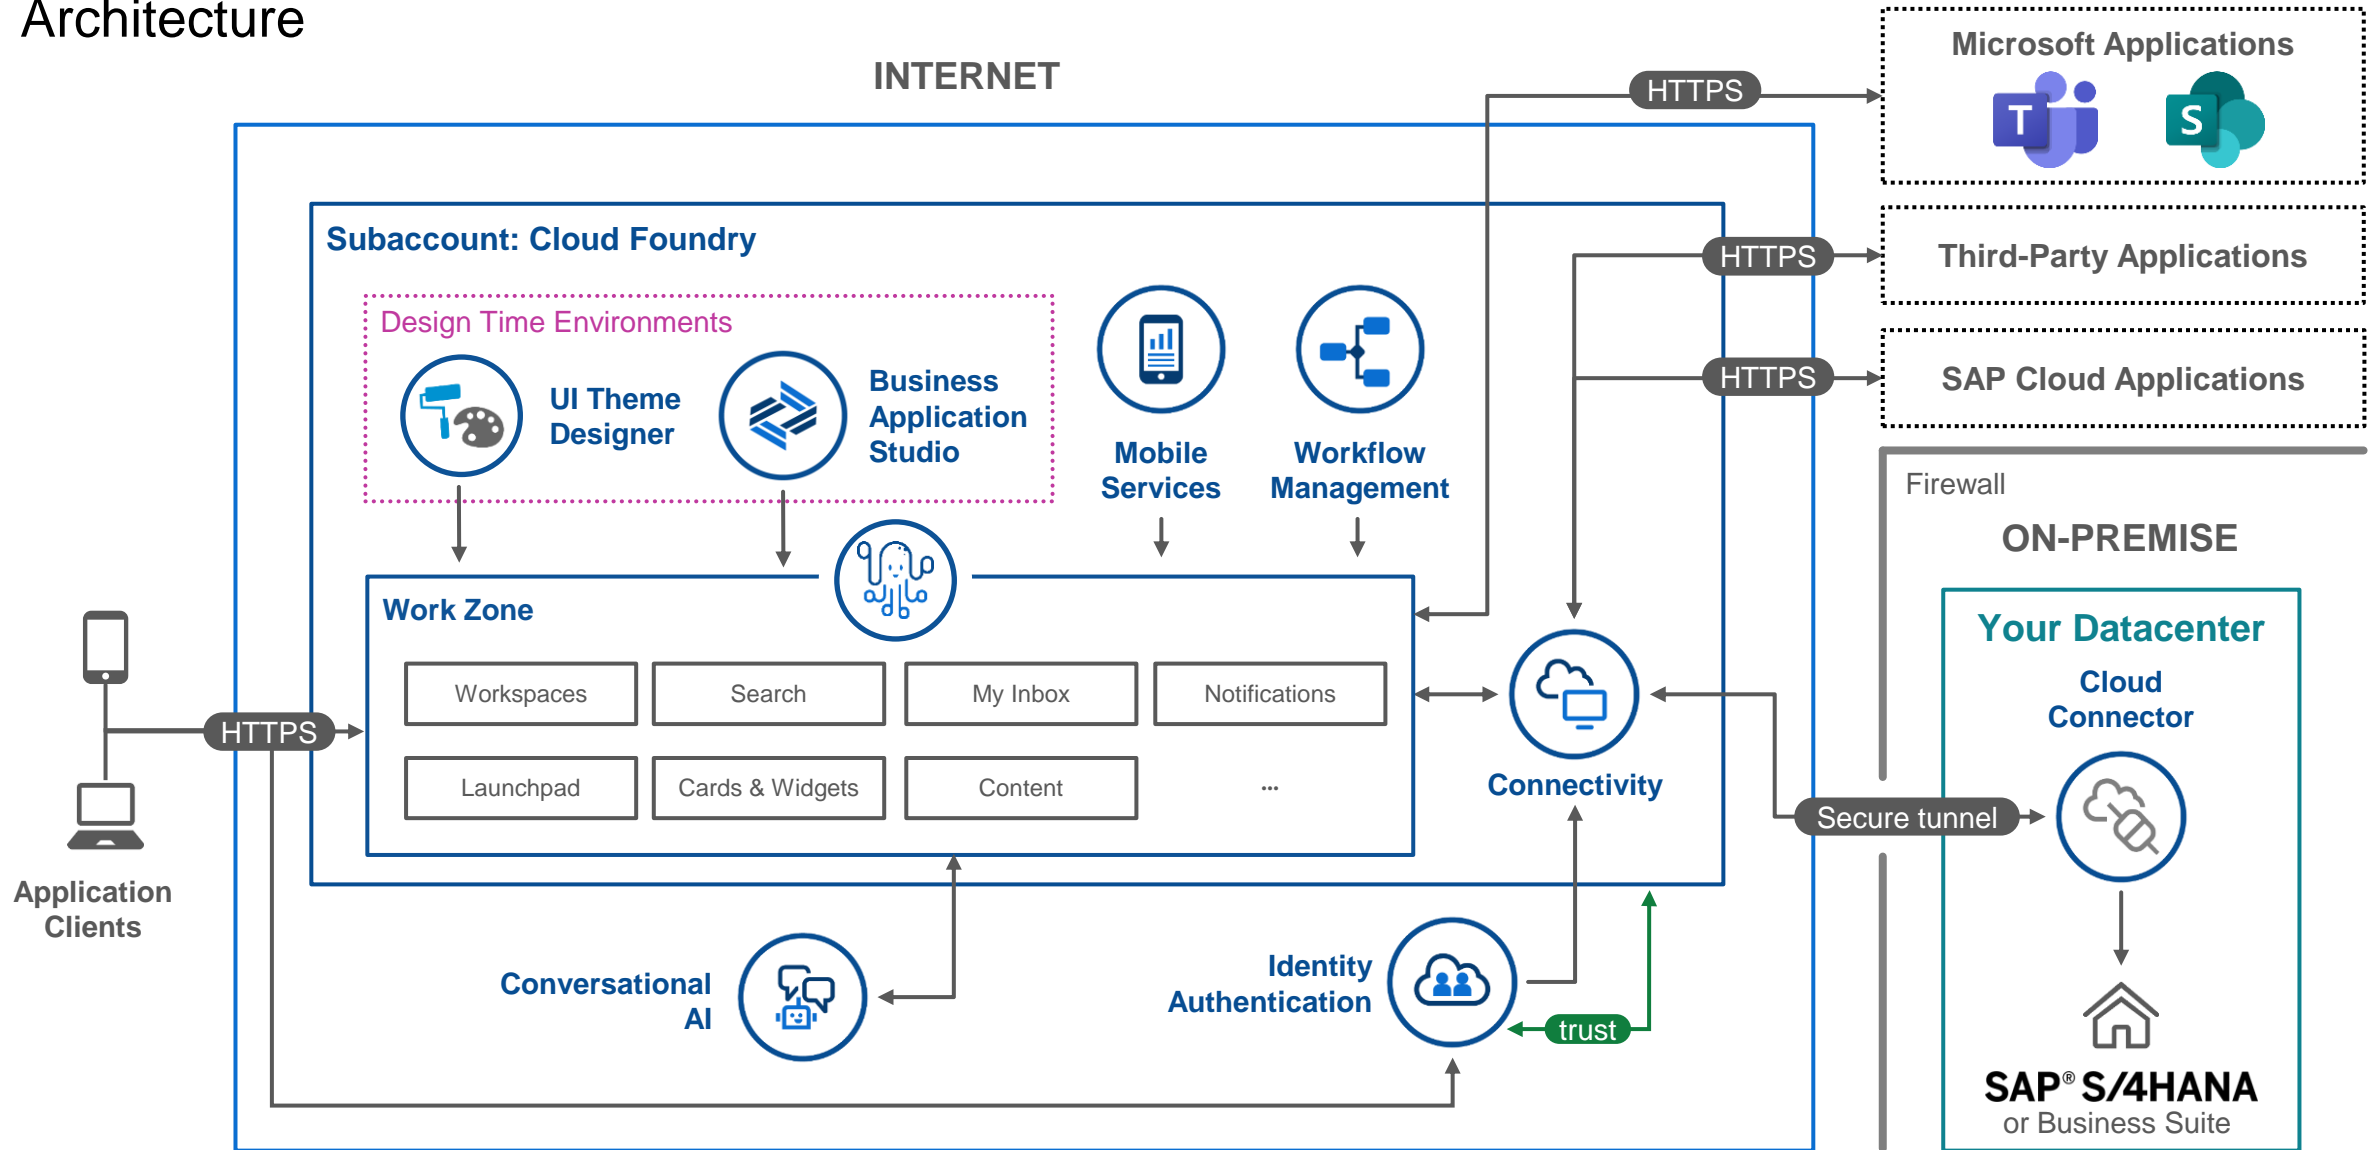 Architecture
INTERNET
HTTPS
Microsoft Applications
T
S
Subaccount: Cloud Foundry
HTTPS
Third-Party Applications
Design Time Environments
UI Theme
Designer
Business
Application
Studio
Mobile
Services
Workflow
Management
HTTPS
SAP Cloud Applications
Firewall
ON-PREMISE
Work Zone
Workspaces
Search
My Inbox
Notifications
Launchpad
Cards & Widgets
Content
...
HTTPS
Application
Clients
Connectivity
Your Datacenter
Cloud
Connector
Secure tunnel
Conversational
AI
Identity
Authentication
trust
SAP® S/4HANA
or Business Suite